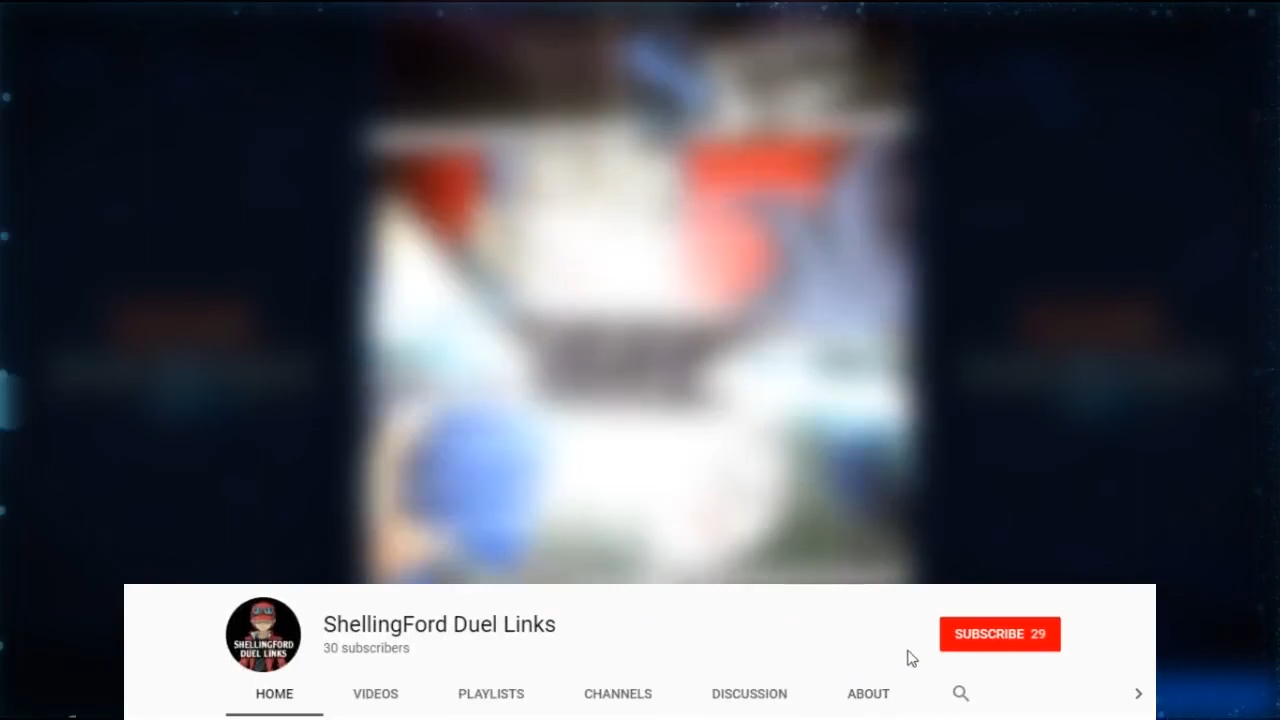 ShellingFord Duel Links
30 subscribers
SHELLINGFORD
DUEL LINKS
SUBSCRIBE 29
HOME VIDEOS PLAYLISTS CHANNELS DISCUSSION ABOUT